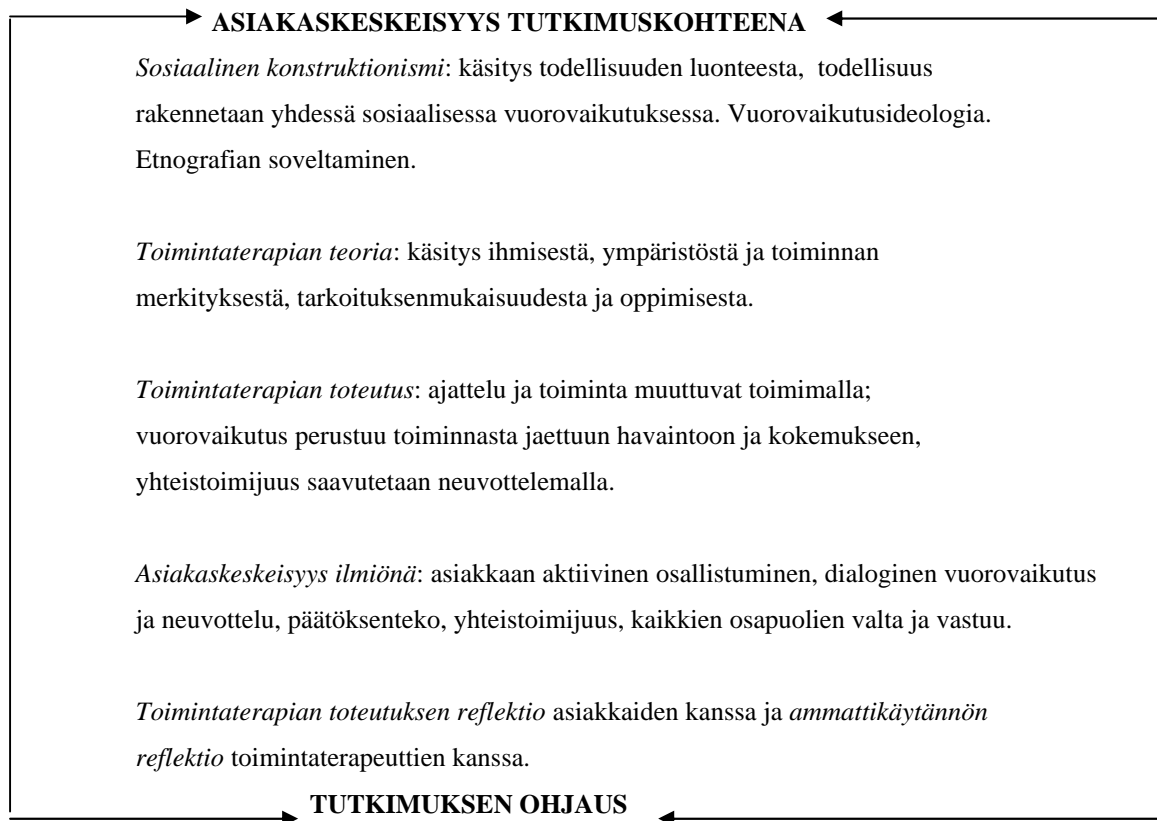 ASIAKASKESKEISYYS TUTKIMUSKOHTEENA
Sosiaalinen konstruktionismi: käsitys todellisuuden luonteesta, todellisuus
rakennetaan yhdessä sosiaalisessa vuorovaikutuksessa. Vuorovaikutusideologia.
Etnografian soveltaminen.
Toimintaterapian teoria: käsitys ihmisestä, ympäristöstä ja toiminnan
merkityksestä, tarkoituksenmukaisuudesta ja oppimisesta.
Toimintaterapian toteutus: ajattelu ja toiminta muuttuvat toimimalla;
vuorovaikutus perustuu toiminnasta jaettuun havaintoon ja kokemukseen,
yhteistoimijuus saavutetaan neuvottelemalla.
Asiakaskeskeisyys ilmiönä: asiakkaan aktiivinen osallistuminen, dialoginen vuorovaikutus
ja neuvottelu, päätöksenteko, yhteistoimijuus, kaikkien osapuolien valta ja vastuu.
Toimintaterapian toteutuksen reflektio asiakkaiden kanssa ja ammattikäytännön
reflektio toimintaterapeuttien kanssa.
TUTKIMUKSEN OHJAUS